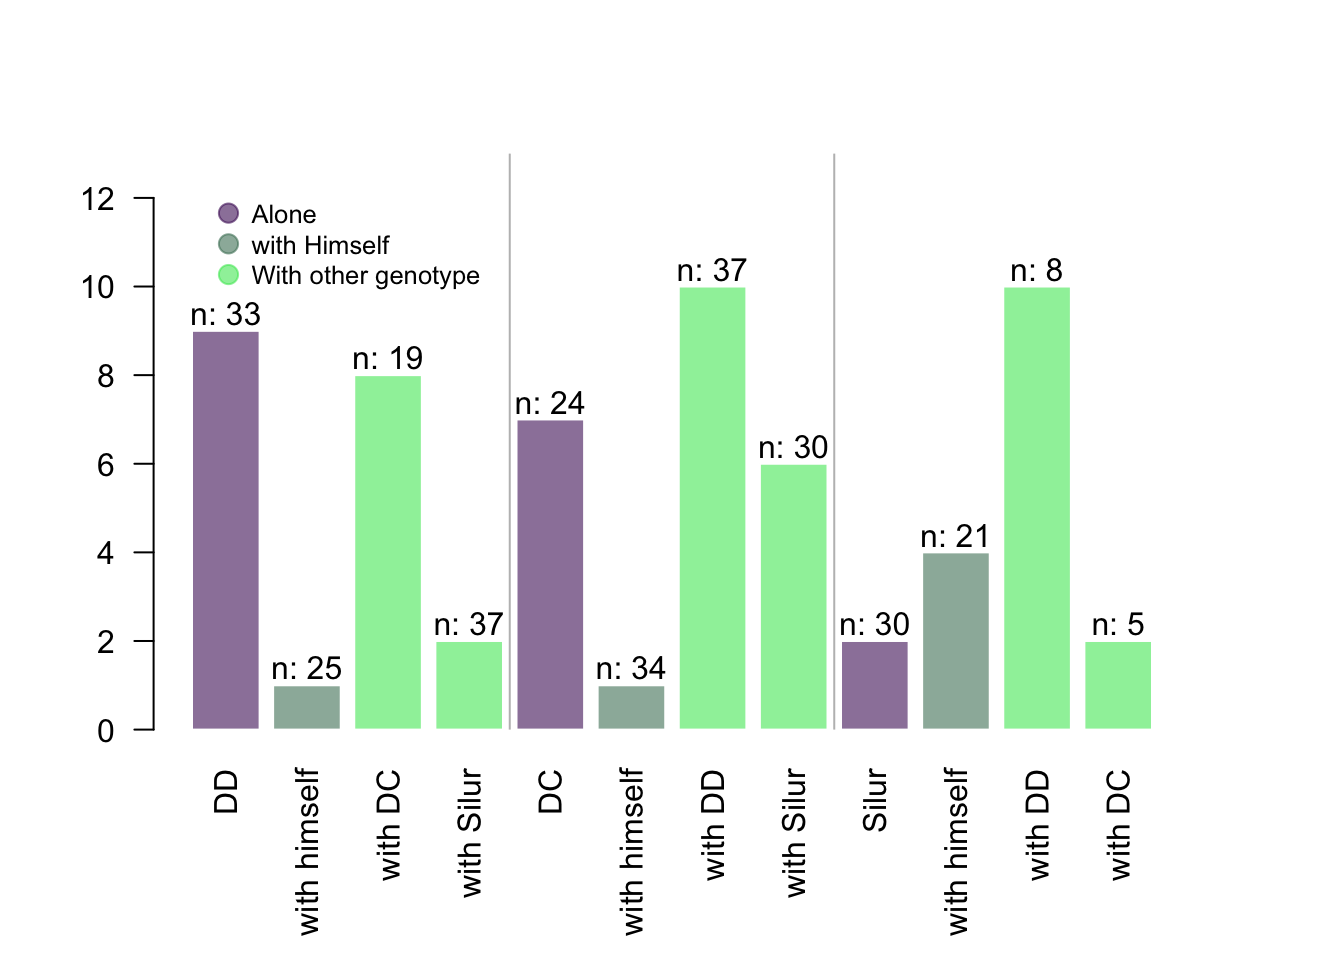 12
10
8
6
4
2
0
Alone
with Himself
With other genotype
n: 33
n: 25
n: 19
n: 37
n: 24
n: 34
n: 37
n: 30
n: 30
n: 21
n: 8
n: 5
DD
with himself
with DC
with Silur
DC
with himself
with DD
with Silur
Silur
with himself
with DD
with DC